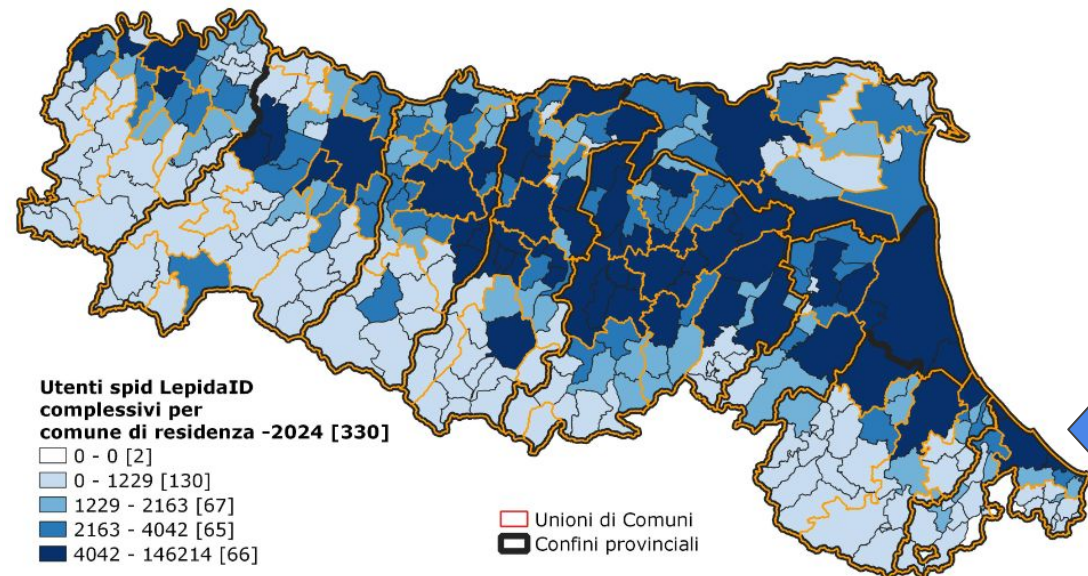 Utenti spid LepidaID
complessivi per
comune di residenza -2024 [330]
0 - 0 [2]
0 - 1229 [130]
1229 - 2163 [67]
2163 - 4042 [65]
4042 - 146214 [66]
Unioni di Comuni
Confini provinciali